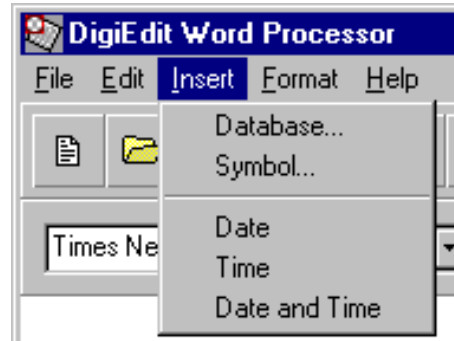 DigiEdit Word Processor
File Edit Insert Format Help
Database...
Symbol...
Date
Times Ne
Time
Date and Time